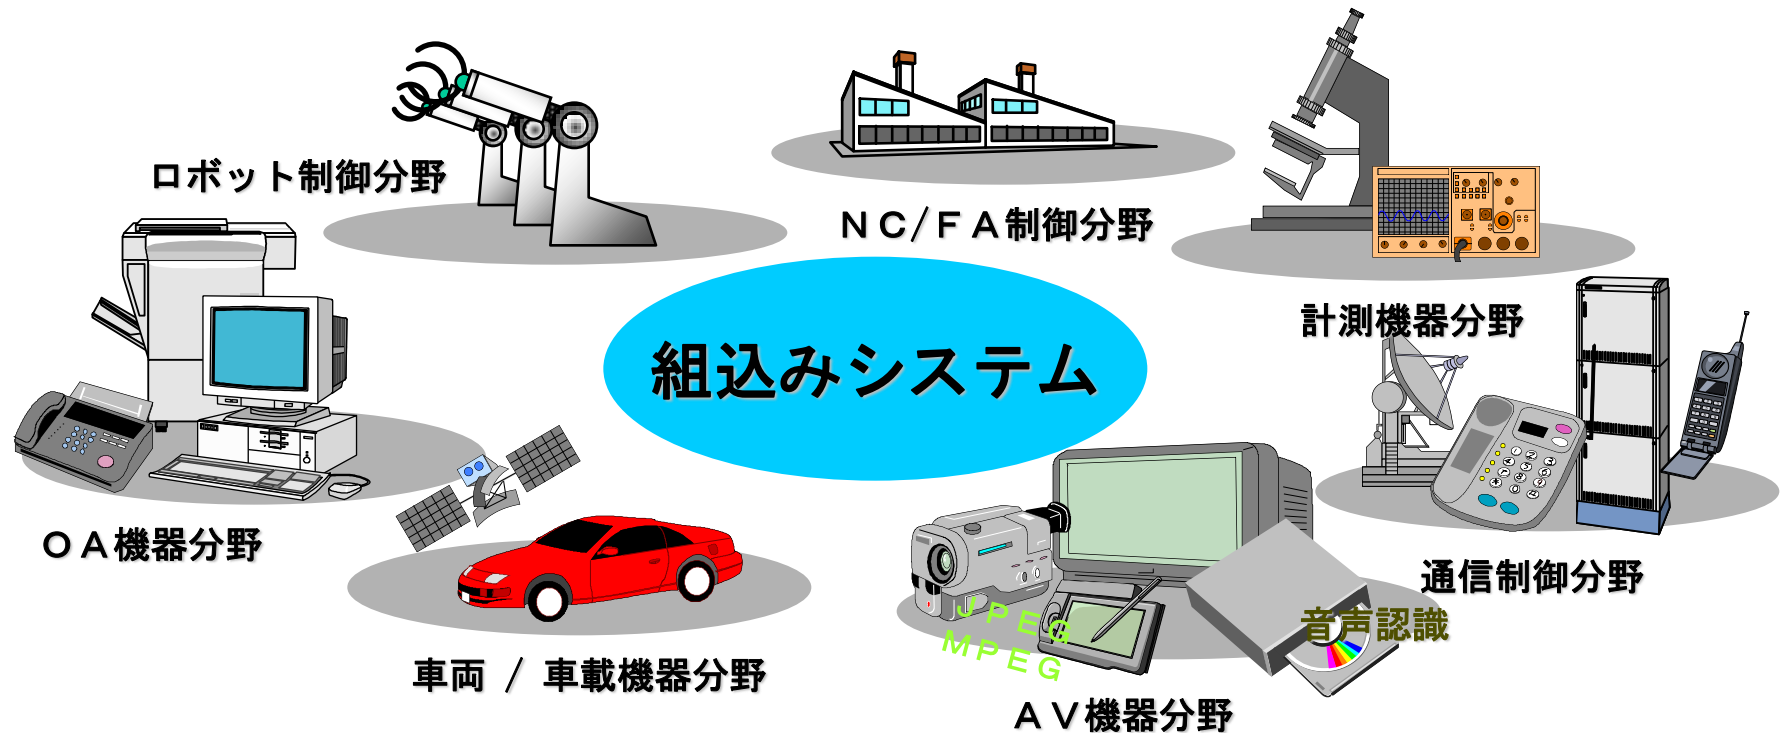 ロボット制御分野
ＮＣ/ＦＡ制御分野
計測機器分野
組込みシステム
ＯＡ機器分野
通信制御分野
ＪＰＥＧ
ＭＰＥＧ
音声認識
車両 / 車載機器分野
ＡＶ機器分野